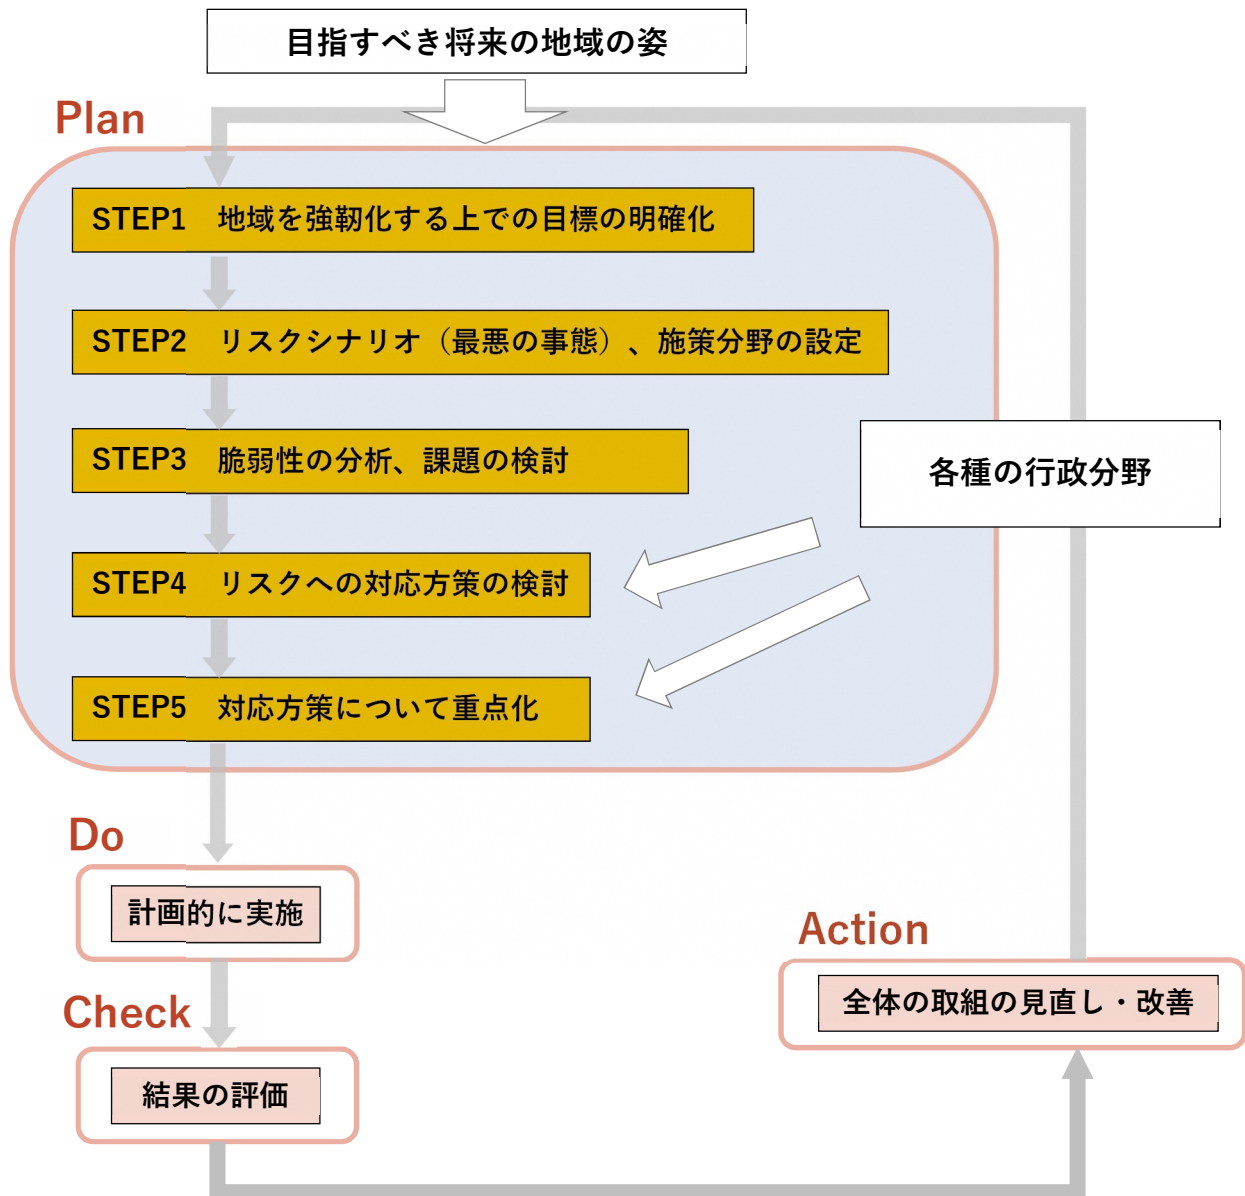 目指すべき将来の地域の姿
Plan
STEP1 地域を強靭化する上での目標の明確化
STEP2 リスクシナリオ（最悪の事態）、施策分野の設定
STEP3 脆弱性の分析、課題の検討
各種の行政分野
STEP4 リスクへの対応方策の検討
STEP5 対応方策について重点化
Do
計画的に実施
Action
全体の取組の見直し・改善
Check
結果の評価